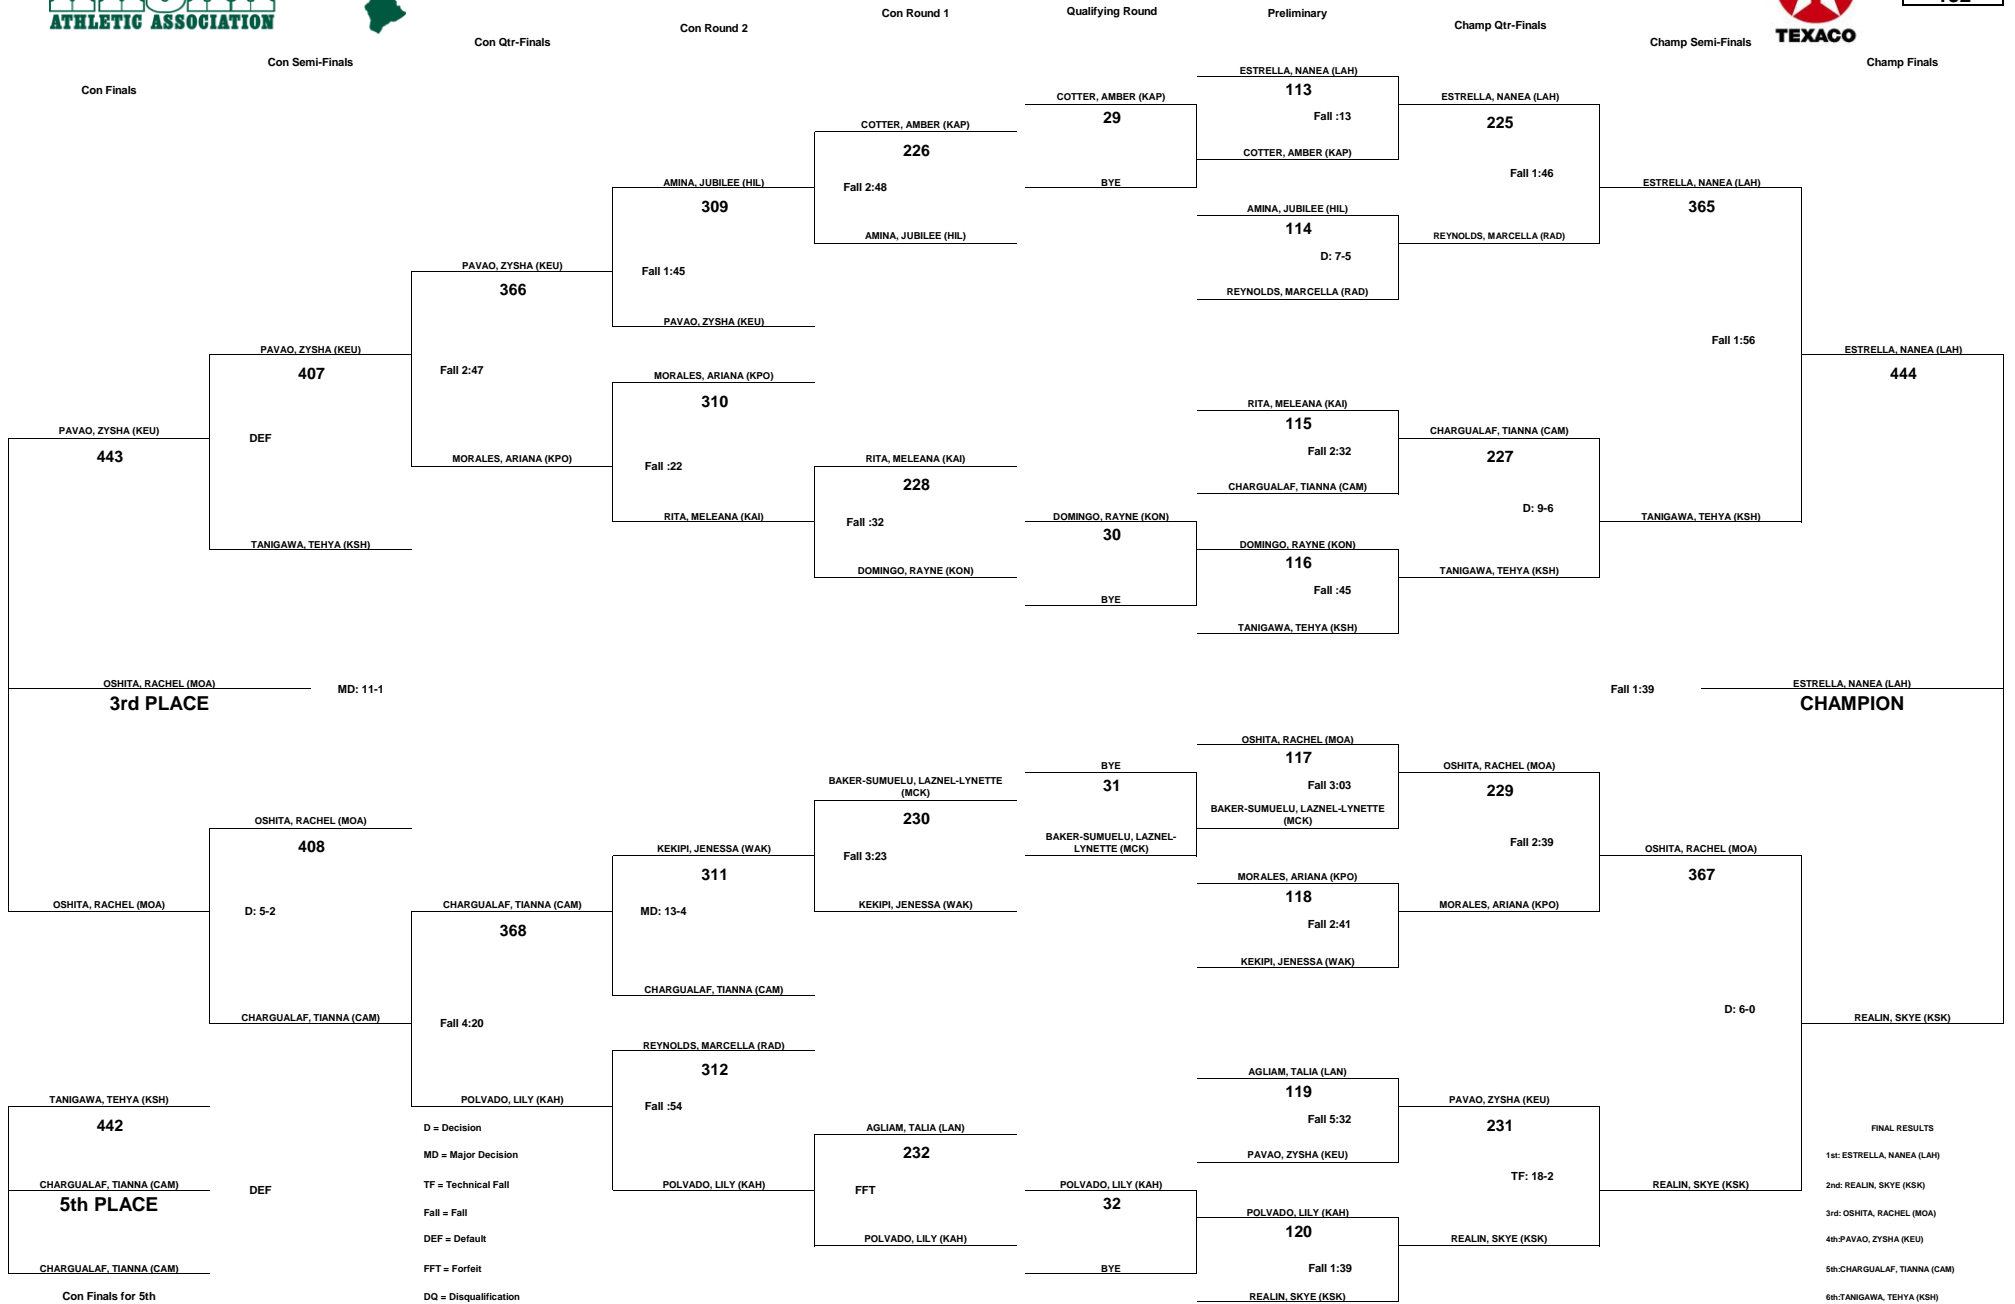 ATHLETIC ASSOCIATION
TEXACO
Con Finals
Con Semi-Finals
Con Qtr-Finals
Con Round 2
Con Round 1
Qualifying Round
Preliminary
Champ Qtr-Finals
Champ Semi-Finals
Champ Finals
PAVAO, ZYSHA (KEU)
443
OSHITA, RACHEL (MOA)
3rd PLACE
MD: 11-1
OSHITA, RACHEL (MOA)
TANIGAWA, TEHYA (KSH)
442
CHARGUALAF, TIANNA (CAM)
5th PLACE
DEF
CHARGUALAF, TIANNA (CAM)
Con Finals for 5th
PAVAO, ZYSHA (KEU)
407
DEF
TANIGAWA, TEHYA (KSH)
OSHITA, RACHEL (MOA)
408
D: 5-2
CHARGUALAF, TIANNA (CAM)
PAVAO, ZYSHA (KEU)
366
Fall 2:47
MORALES, ARIANA (KPO)
CHARGUALAF, TIANNA (CAM)
368
Fall 4:20
POLVADO, LILY (KAH)
D = Decision
MD = Major Decision
TF = Technical Fall
Fall = Fall
DEF = Default
FFT = Forfeit
DQ = Disqualification
AMINA, JUBILEE (HIL)
309
Fall 1:45
PAVAO, ZYSHA (KEU)
MORALES, ARIANA (KPO)
310
Fall :22
RITA, MELEANA (KAI)
KEKIPI, JENESSA (WAK)
311
MD: 13-4
CHARGUALAF, TIANNA (CAM)
REYNOLDS, MARCELLA (RAD)
312
Fall :54
POLVADO, LILY (KAH)
COTTER, AMBER (KAP)
226
Fall 2:48
AMINA, JUBILEE (HIL)
RITA, MELEANA (KAI)
228
Fall :32
DOMINGO, RAYNE (KON)
BAKER-SUMUELU, LAZNEL-LYNETTE
(MCK)
230
Fall 3:23
KEKIPI, JENESSA (WAK)
AGLIAM, TALIA (LAN)
232
FFT
POLVADO, LILY (KAH)
COTTER, AMBER (KAP)
29
BYE
DOMINGO, RAYNE (KON)
30
BYE
BYE
31
BAKER-SUMUELU, LAZNEL-
LYNETTE (MCK)
POLVADO, LILY (KAH)
32
BYE
ESTRELLA, NANEA (LAH)
113
Fall :13
COTTER, AMBER (KAP)
AMINA, JUBILEE (HIL)
114
D: 7-5
REYNOLDS, MARCELLA (RAD)
RITA, MELEANA (KAI)
115
Fall 2:32
CHARGUALAF, TIANNA (CAM)
DOMINGO, RAYNE (KON)
116
Fall :45
TANIGAWA, TEHYA (KSH)
OSHITA, RACHEL (MOA)
117
Fall 3:03
BAKER-SUMUELU, LAZNEL-LYNETTE
(MCK)
MORALES, ARIANA (KPO)
118
Fall 2:41
KEKIPI, JENESSA (WAK)
AGLIAM, TALIA (LAN)
119
Fall 5:32
PAVAO, ZYSHA (KEU)
POLVADO, LILY (KAH)
120
Fall 1:39
REALIN, SKYE (KSK)
ESTRELLA, NANEA (LAH)
225
Fall 1:46
REYNOLDS, MARCELLA (RAD)
CHARGUALAF, TIANNA (CAM)
227
D: 9-6
TANIGAWA, TEHYA (KSH)
OSHITA, RACHEL (MOA)
229
Fall 2:39
MORALES, ARIANA (KPO)
PAVAO, ZYSHA (KEU)
231
TF: 18-2
REALIN, SKYE (KSK)
ESTRELLA, NANEA (LAH)
365
Fall 1:56
TANIGAWA, TEHYA (KSH)
OSHITA, RACHEL (MOA)
367
D: 6-0
REALIN, SKYE (KSK)
ESTRELLA, NANEA (LAH)
444
Fall 1:39
ESTRELLA, NANEA (LAH)
CHAMPION
REALIN, SKYE (KSK)
FINAL RESULTS
1st: ESTRELLA, NANEA (LAH)
2nd: REALIN, SKYE (KSK)
3rd: OSHITA, RACHEL (MOA)
4th:PAVAO, ZYSHA (KEU)
5th:CHARGUALAF, TIANNA (CAM)
6th:TANIGAWA, TEHYA (KSH)